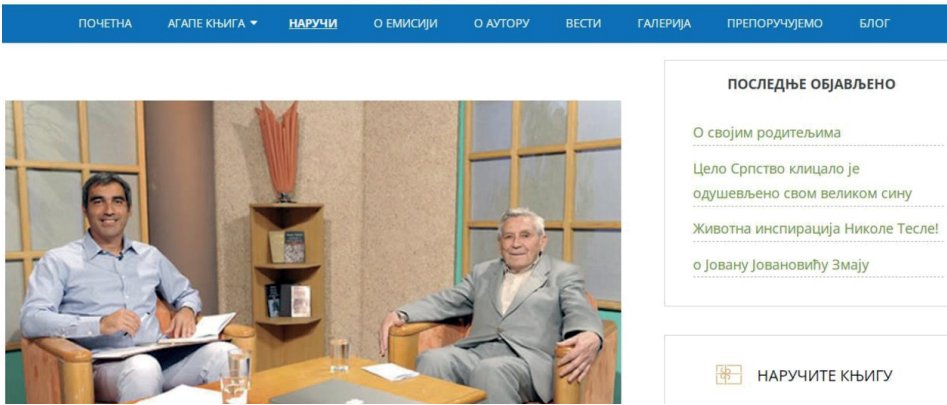 ПОЧЕТНА АГАПЕ КЊИГА НАРУЧИ О ЕМИСИЈИ О АУТОРУ ВЕСТИ ГАЛЕРИЈА ПРЕПОРУЧУЈЕМО БЛОГ
ПОСЛЕДЊЕ ОБЈАВЉЕНО
О својим родитељима
Цело Српство клицало је
одушевљено свом великом сину
Животна инспирација Николе Тесле!
о Јовану Јовановићу Змају
НАРУЧИТЕ КЊИГУ